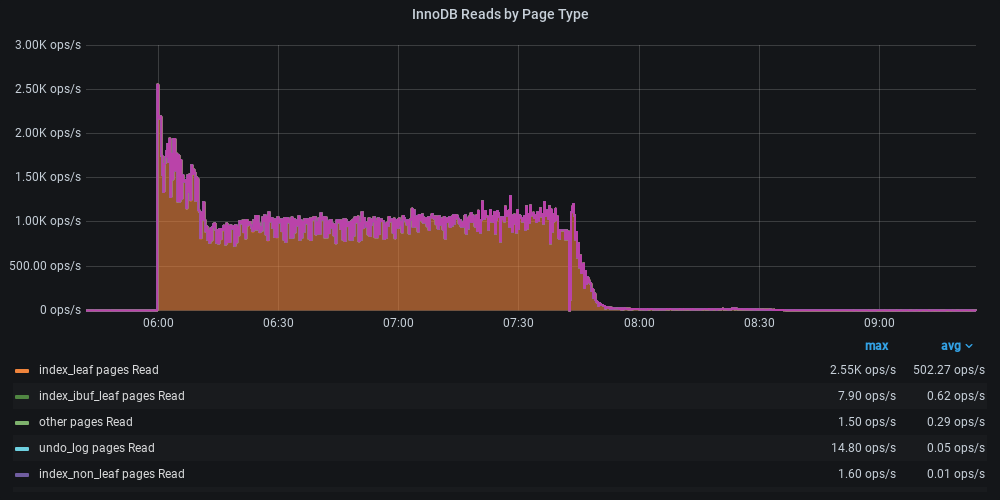 InnoDB Reads by Page Type
3.00K ops/s
2.50K ops/s
2.00K ops/s
1.50K ops/s
1.00K ops/s
500.00 ops/s
0 ops/s
06:00 06:30 07:00 07:30 08:00 08:30 09:00
max avg
index_leaf pages Read 2.55K ops/s 502.27 ops/s
index_ibuf_leaf pages Read 7.90 ops/s 0.62 ops/s
other pages Read 1.50 ops/s 0.29 ops/s
undo_log pages Read 14.80 ops/s 0.05 ops/s
index_non_leaf pages Read 1.60 ops/s 0.01 ops/s